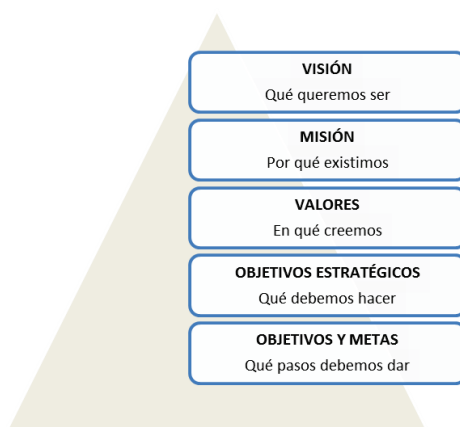 VISIÓN
Qué queremos ser
MISIÓN
Por qué existimos
VALORES
En qué creemos
OBJETIVOS ESTRATÉGICOS
Qué debemos hacer
OBJETIVOS Y METAS
Qué pasos debemos dar